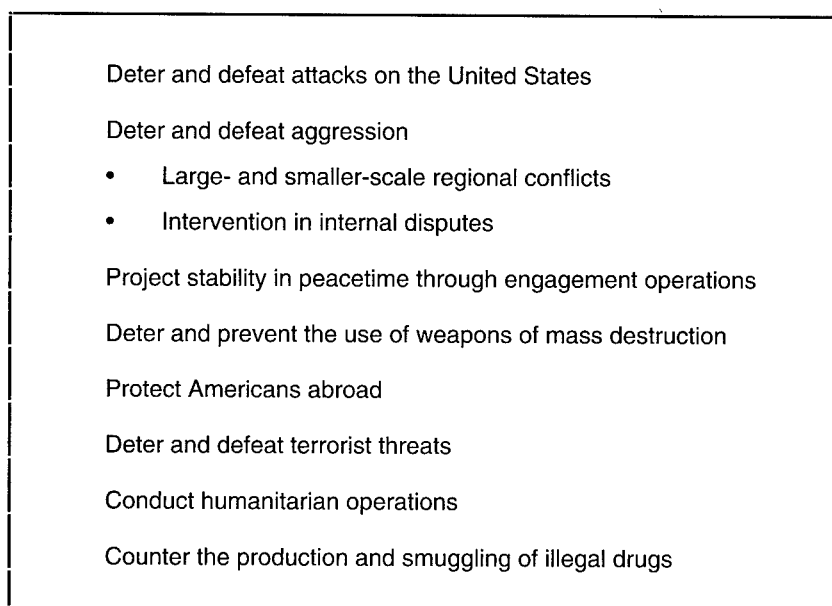 Deter and defeat attacks on the United States
Deter and defeat aggression
• Large- and smaller-scale regional conflicts
• Intervention in internal disputes
Project stability in peacetime through engagement operations
Deter and prevent the use of weapons of mass destruction
Protect Americans abroad
Deter and defeat terrorist threats
Conduct humanitarian operations
Counter the production and smuggling of illegal drugs